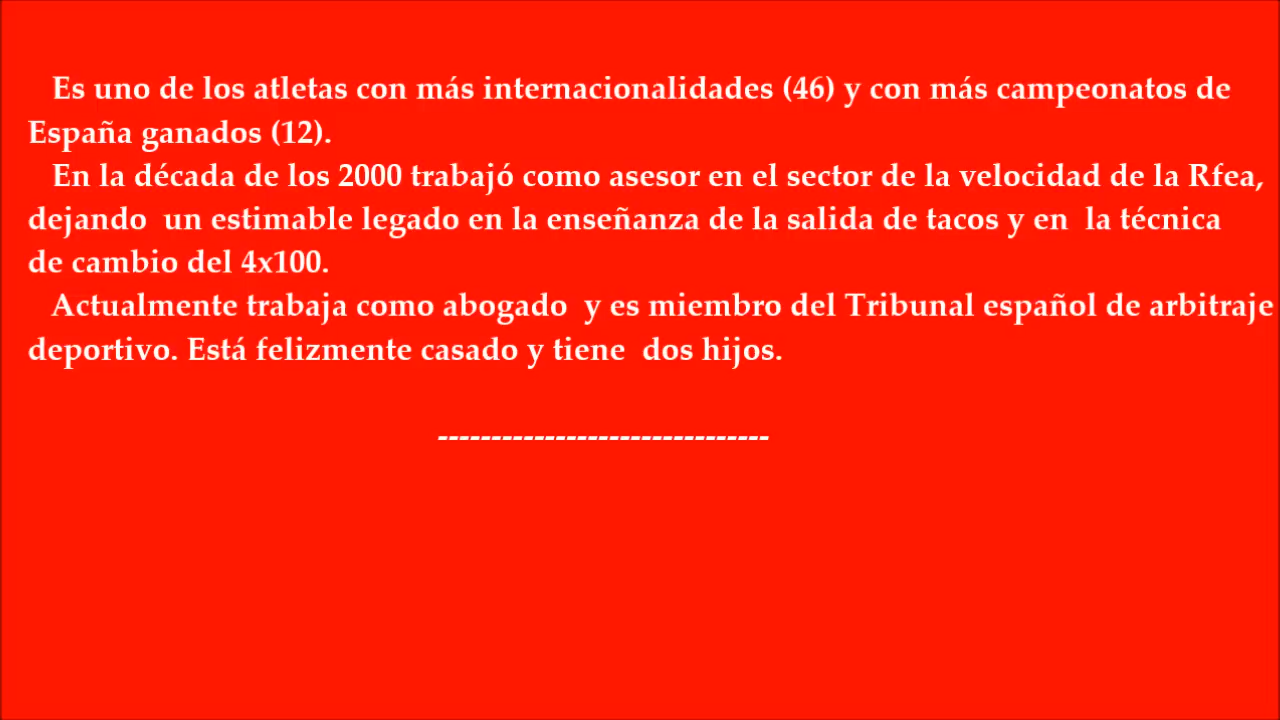 Es uno de los atletas con más internacionalidades (46) y con más campeonatos de
España ganados (12).
En la década de los 2000 trabajó como asesor en el sector de la velocidad de la Rfea,
dejando un estimable legado en la enseñanza de la salida de tacos y en la técnica
de cambio del 4x100.
Actualmente trabaja como abogado y es miembro del Tribunal español de arbitraje
deportivo. Está felizmente casado y tiene dos hijos.
-------------------------------